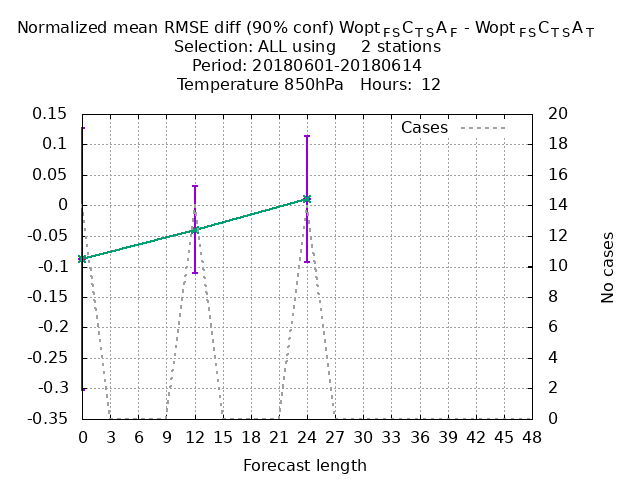 Normalized mean RMSE diff (90% conf) Wopt FS C TS A F - Wopt FS C TS A T
Selection: ALL using 2 stations
Period: 20180601-20180614
Temperature 850hPa Hours: 12
Cases
0.15
0.1
0.05
0
-0.05
-0.1
-0.15
-0.2
-0.25
-0.3
-0.35
20
18
16
14
12
10
8
6
4
2
0
No cases
0 3 6 9 12 15 18 21 24 27 30 33 36 39 42 45 48
Forecast length